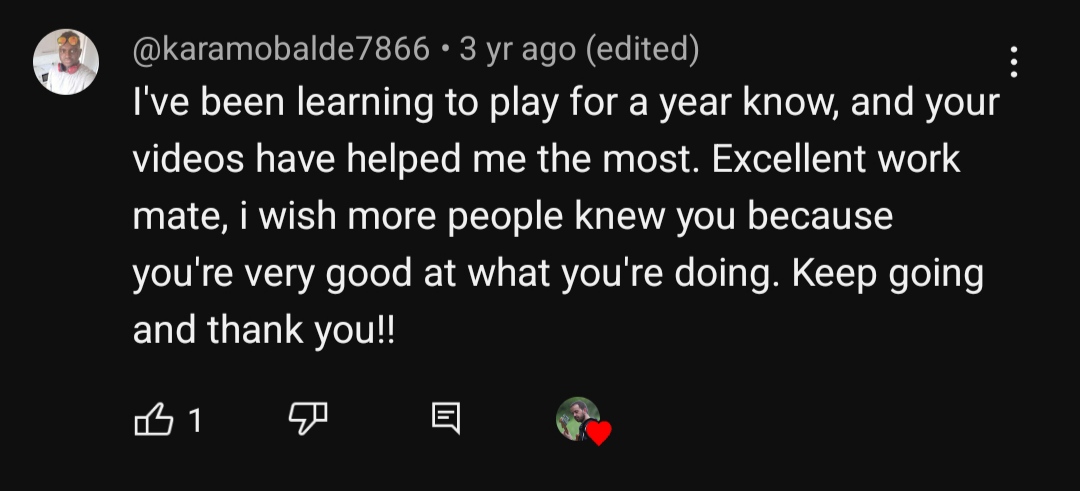 @karamobalde7866 • 3 yr ago (edited)
I've been learning to play for a year know, and your
videos have helped me the most. Excellent work
mate, i wish more people knew you because
you're very good at what you're doing. Keep going
and thank you!!
1